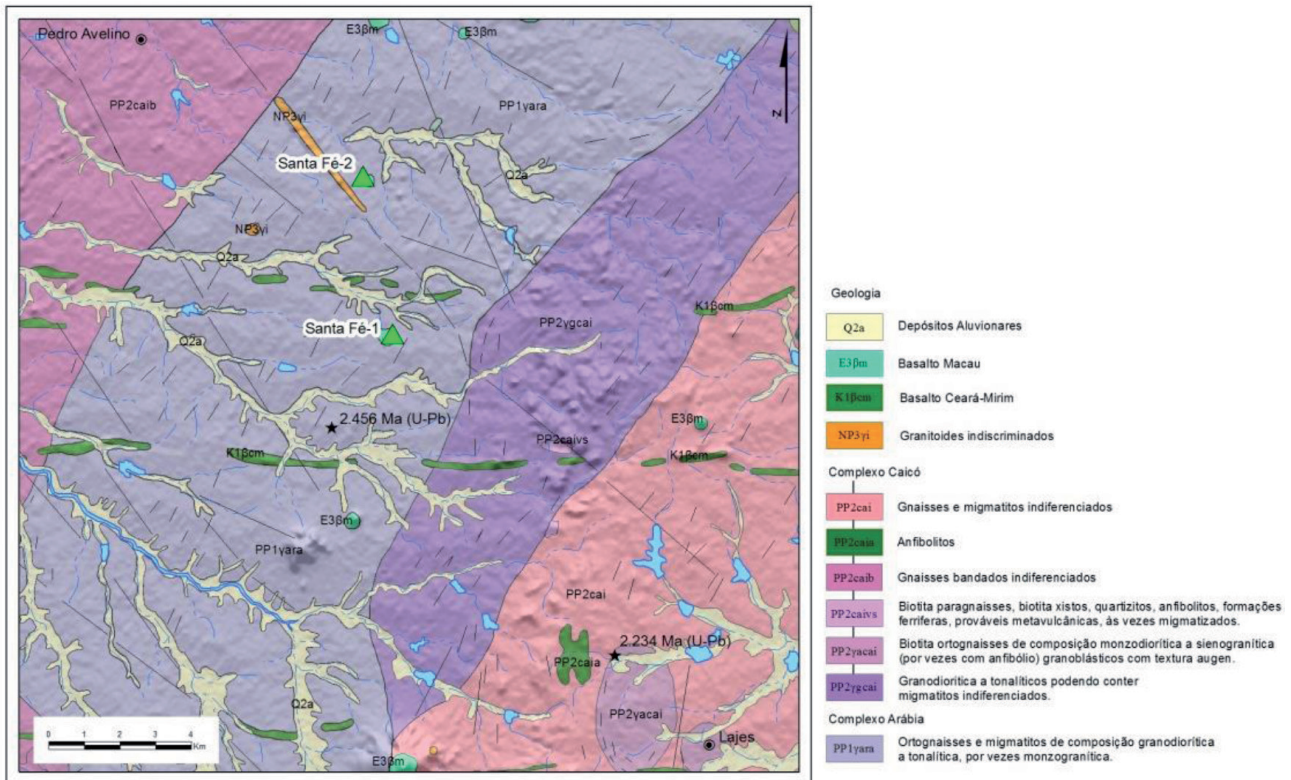 Pedro Avelino
E3βm
E3βm
PP2caib
NP3γi
PP1γara
N
Santa Fé-2
Q2a
NP3γi
Q2a
K1βcm
Santa Fé-1
PP2γgcai
Q2a
2.456 Ma (U-Pb)
E3βm
PP2caivs
K1βcm
K1βcm
E3βm
PP1γara
PP2cai
2.234 Ma (U-Pb)
PP2caia
Q2a
PP2γacai
0 1 2 3 4
Km
Lajes
E3βm
Geologia
Q2a Depósitos Aluvionares
E3βm Basalto Macau
K1βcm Basalto Ceará-Mirim
NP3γi Granitoides indiscriminados
Complexo Caicó
PP2cai Gnaisses e migmatitos indiferenciados
PP2caia Anfibolitos
PP2caib Gnaisses bandados indiferenciados
PP2caivs Biotita paragnaisses, biotita xistos, quartizitos, anfibolitos, formações
ferriferas, prováveis metavulcânicas, às vezes migmatizados.
PP2γacai Biotita ortognaisses de composição monzodiorítica a sienogranítica
(por vezes com anfibólio) granoblásticos com textura augen.
PP2γgcai Granodiorítica a tonalíticos podendo conter
migmatitos indiferenciados.
Complexo Arábia
PP1γara Ortognaisses e migmatitos de composição granodiorítica
a tonalítica, por vezes monzogranítica.